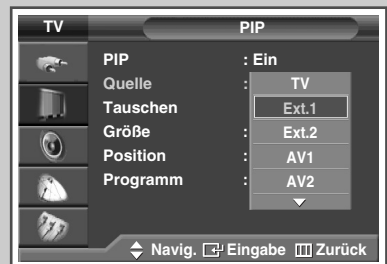 TV PIP
PIP : Ein
Quelle : TV
Tauschen Ext.1
Größe : Ext.2
Position : AV1
Programm : AV2
Navig. Eingabe Zurück